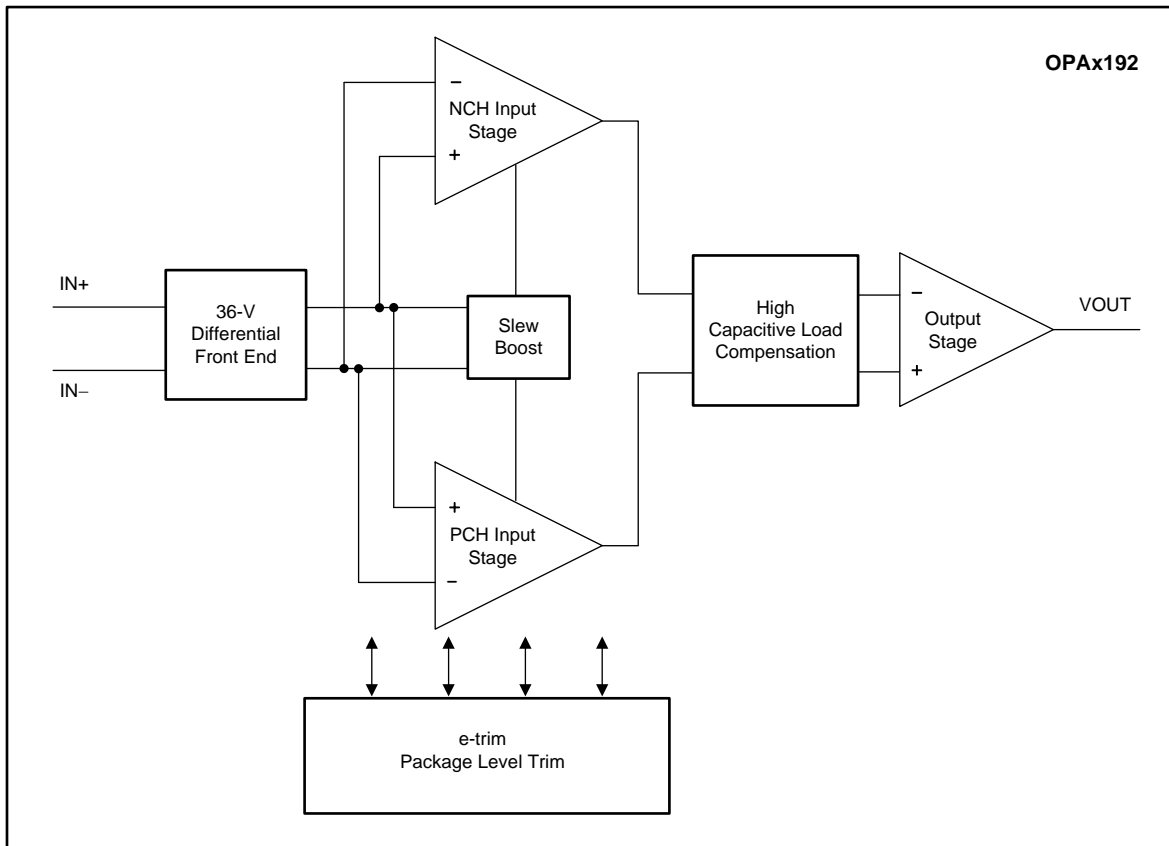 OPAx192
−
NCH Input
Stage
+
IN+
IN−
36-V
Differential
Front End
Slew
Boost
High
Capacitive Load
Compensation
−
Output
Stage
+
VOUT
+
PCH Input
Stage
−
e-trim
Package Level Trim